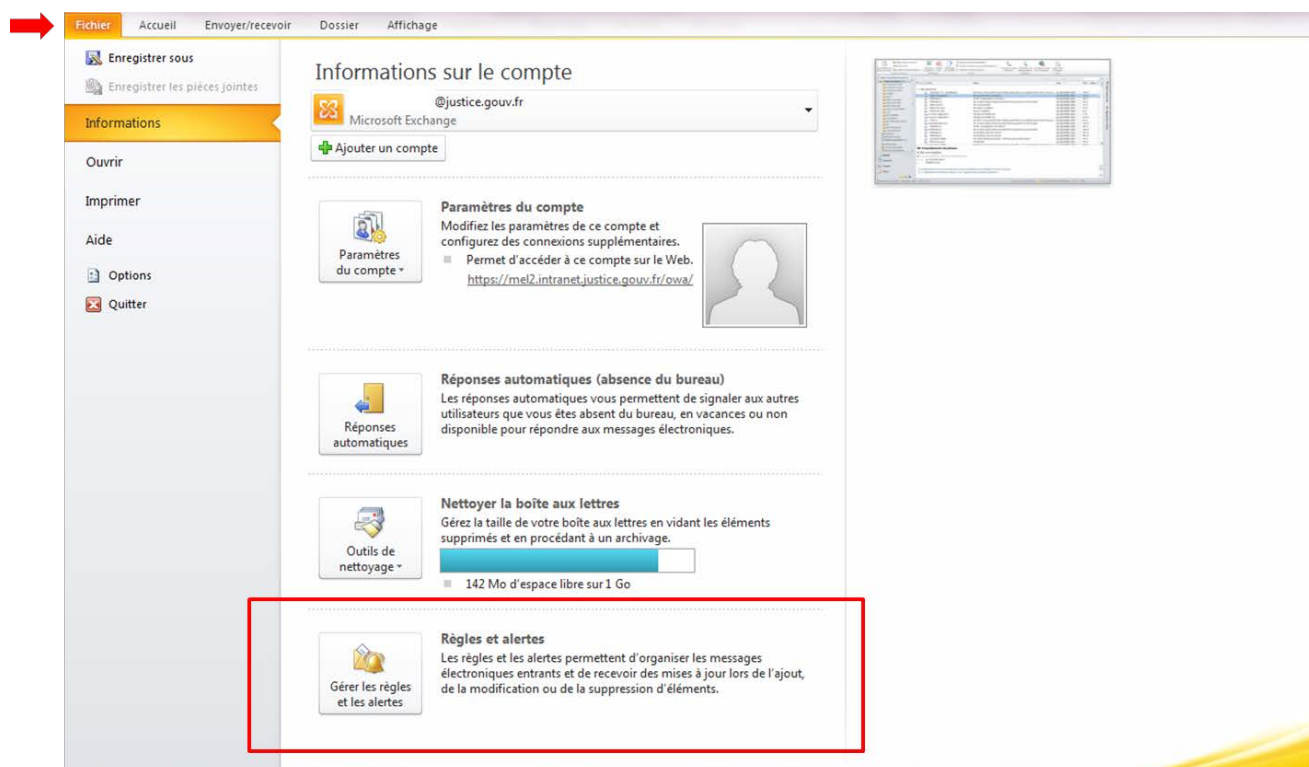 Fichier Accueil Envoyer/recevoir Dossier Affichage
Enregistrer sous
Enregistrer les pièces jointes
Informations
Ouvrir
Imprimer
Aide
Options
Quitter
Informations sur le compte
@justice.gouv.fr
Microsoft Exchange
Ajouter un compte
Paramètres
du compte
Paramètres du compte
Modifiez les paramètres de ce compte et
configurez des connexions supplémentaires.
Permet d'accéder à ce compte sur le Web.
https://mel2.intranet.justice.gouv.fr/owa/
Réponses
automatiques
Réponses automatiques (absence du bureau)
Les réponses automatiques vous permettent de signaler aux autres
utilisateurs que vous êtes absent du bureau, en vacances ou non
disponible pour répondre aux messages électroniques.
Outils de
nettoyage
Nettoyer la boîte aux lettres
Gérez la taille de votre boîte aux lettres en vidant les éléments
supprimés et en procédant à un archivage.
142 Mo d'espace libre sur 1 Go
Gérer les règles
et les alertes
Règles et alertes
Les règles et les alertes permettent d'organiser les messages
électroniques entrants et de recevoir des mises à jour lors de l'ajout,
de la modification ou de la suppression d'éléments.